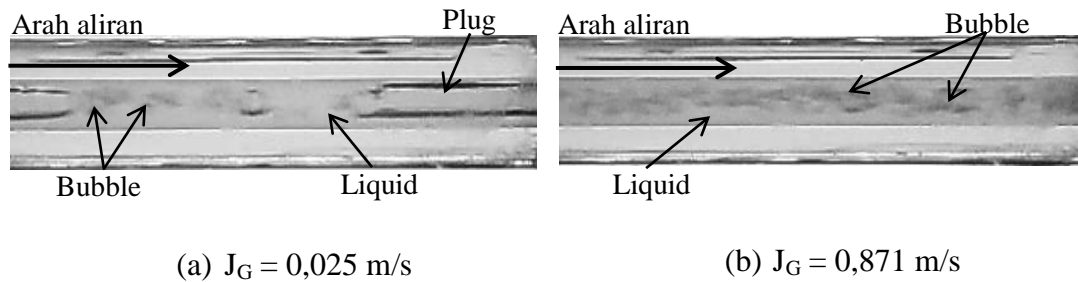 Arah aliran
Plug
Bubble
Liquid
(a) J_G = 0,025 m/s
Arah aliran
Bubble
Liquid
(b) J_G = 0,871 m/s